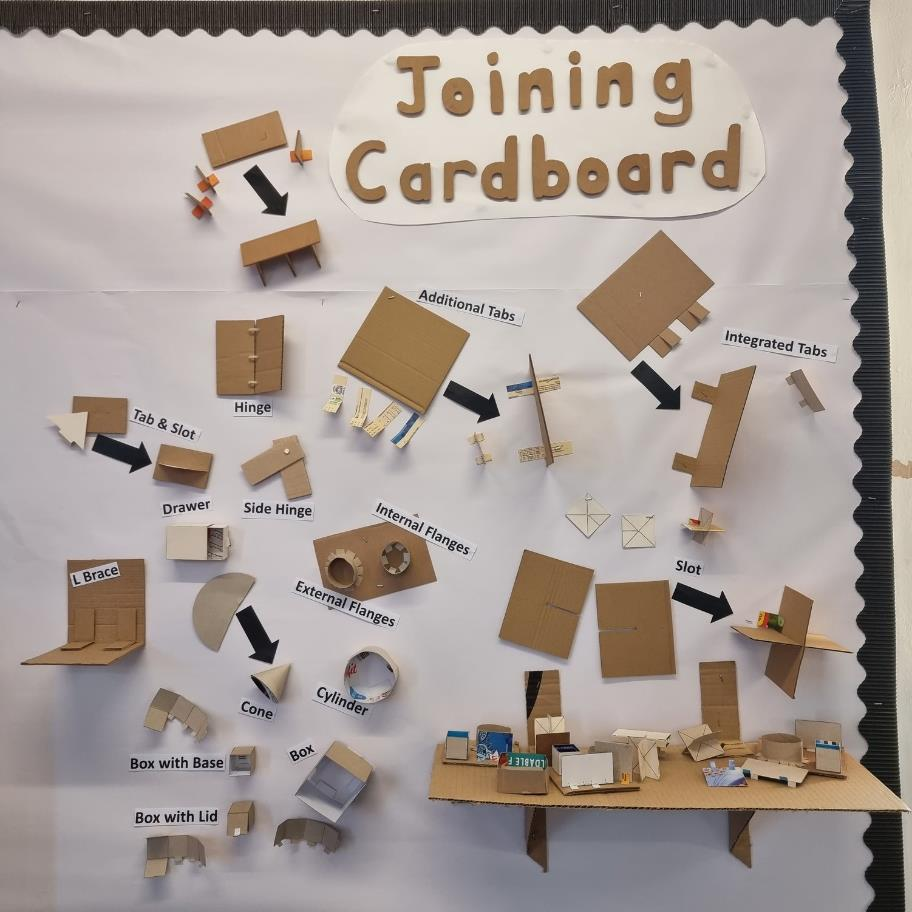 Joining
Cardboard
Additional Tabs
Integrated Tabs
Hinge
Tab & Slot
Drawer
Side Hinge
Internal Flanges
L Brace
External Flanges
Slot
Cone
Cylinder
Box with Base
Box
Box with Lid
LDABLE F